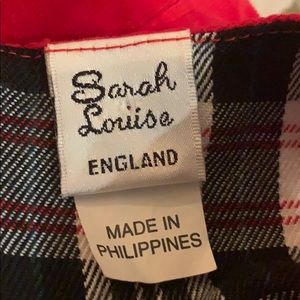 Sarah
Louise
ENGLAND
MADE IN
PHILIPPINES